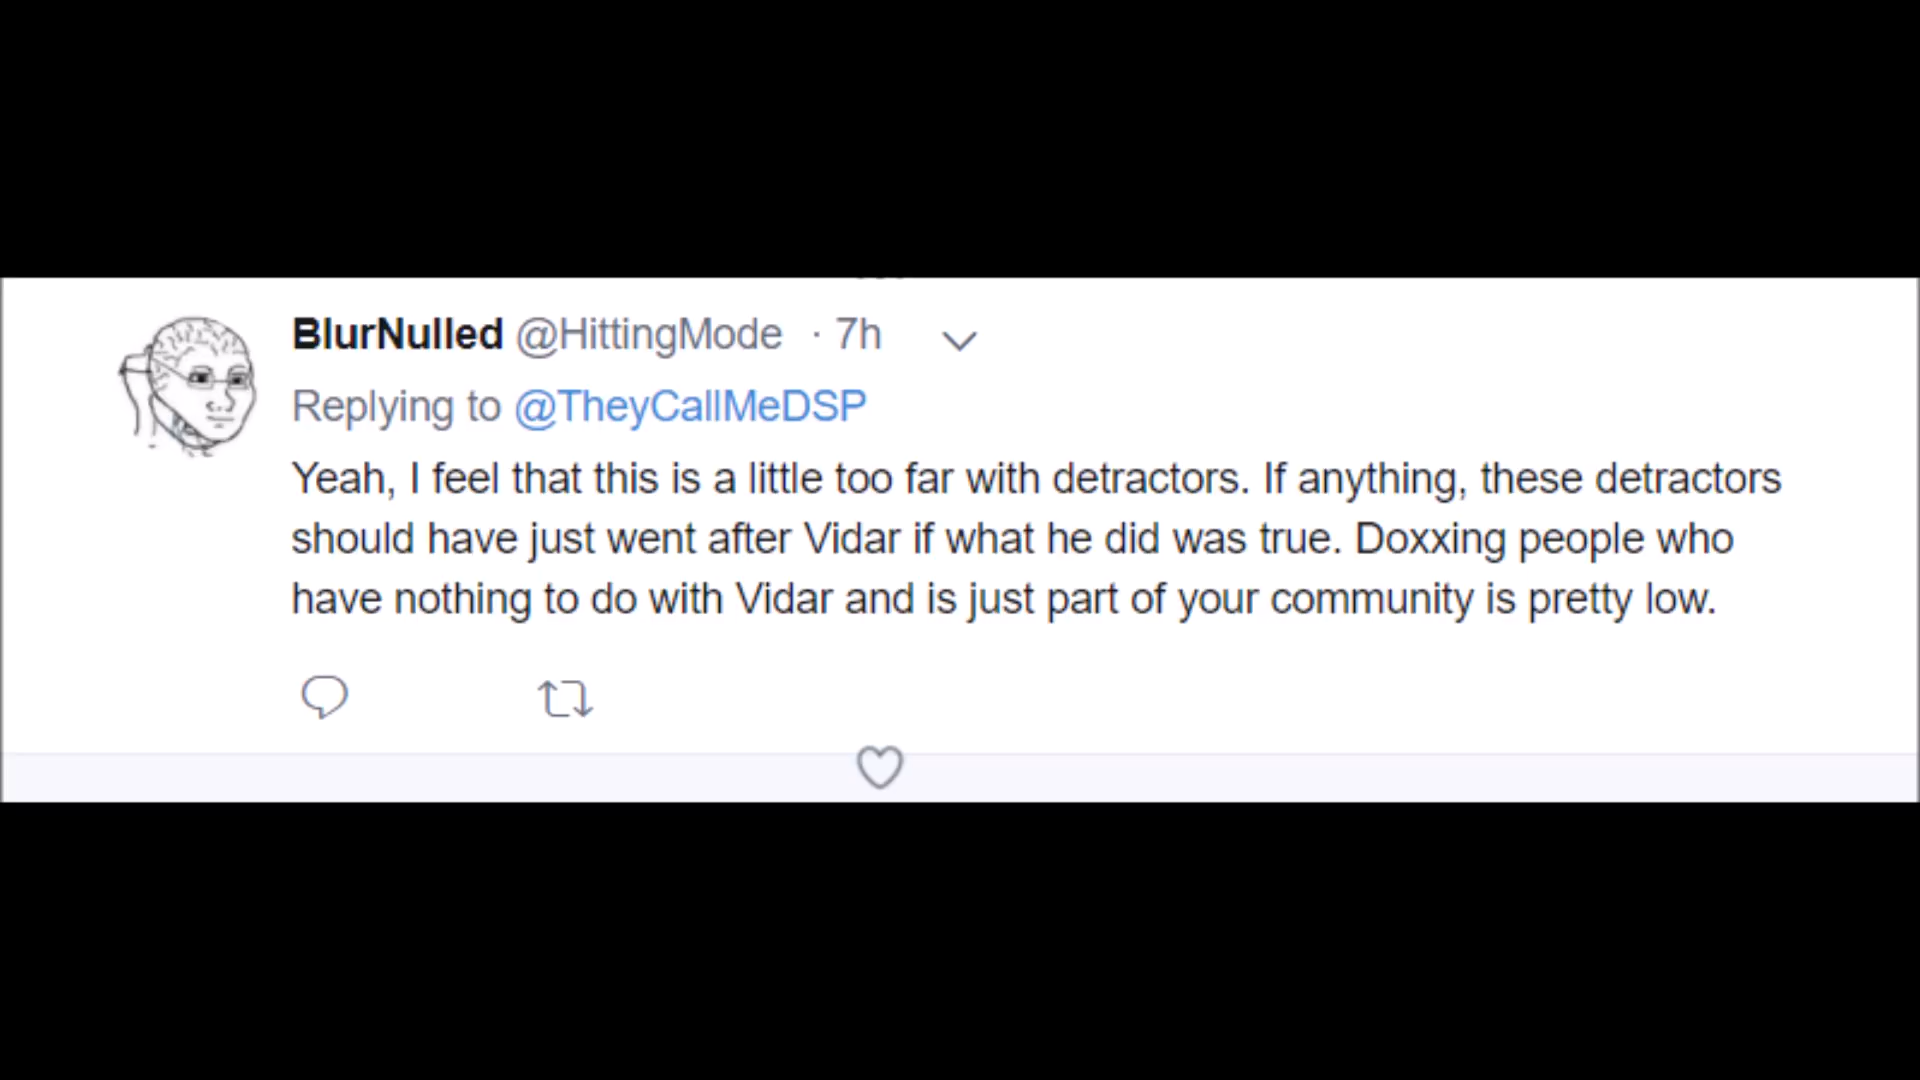 BlurNulled @HittingMode · 7h
Replying to @TheyCallMeDSP
Yeah, I feel that this is a little too far with detractors. If anything, these detractors
should have just went after Vidar if what he did was true. Doxxing people who
have nothing to do with Vidar and is just part of your community is pretty low.